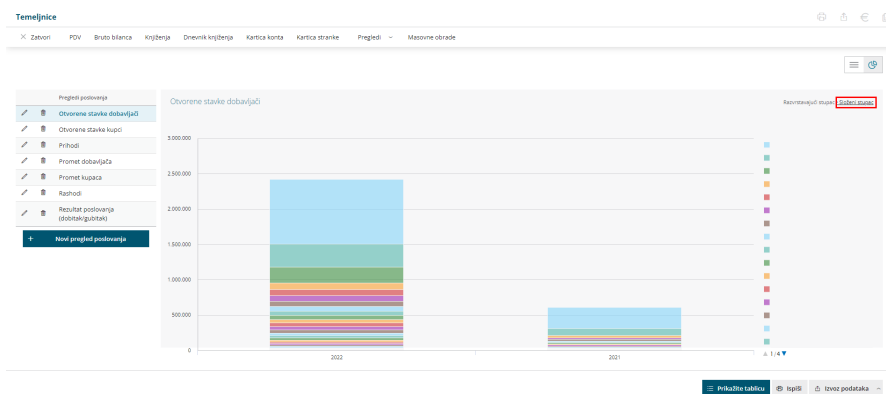 Temeljnice
× Zatvori PDV Bruto bilanca Knjiženja Dnevnik knjiženja Kartica konta Kartica stranke Pregledi Masovne obrade
Pregledi poslovanja
Otvorene stavke dobavljači
Otvorene stavke kupci
Prihodi
Promet dobavljača
Promet kupaca
Rashodi
Rezultat poslovanja
(dobitak/gubitak)
+ Novi pregled poslovanja
Otvorene stavke dobavljači
Razvrstavajući stupac Složeni stupac
3.000.000
2.500.000
2.000.000
1.500.000
1.000.000
500.000
0
2022 2021
1/4
Prikažite tablicu Ispiši Izvoz podataka